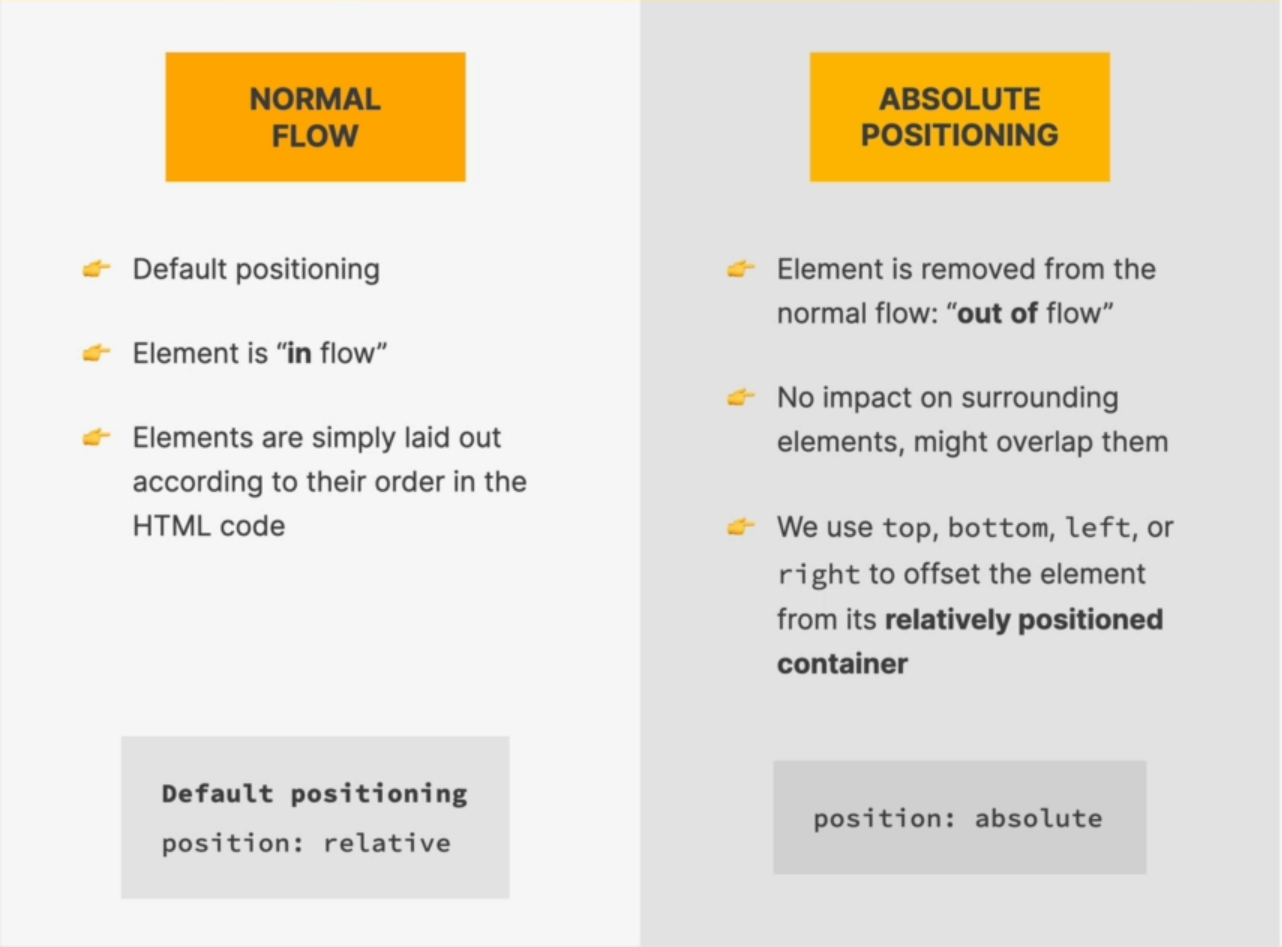 NORMAL
FLOW
👉 Default positioning
👉 Element is “in flow”
👉 Elements are simply laid out
according to their order in the
HTML code
Default positioning
position: relative
ABSOLUTE
POSITIONING
👉 Element is removed from the
normal flow: “out of flow”
👉 No impact on surrounding
elements, might overlap them
👉 We use top, bottom, left, or
right to offset the element
from its relatively positioned
container
position: absolute